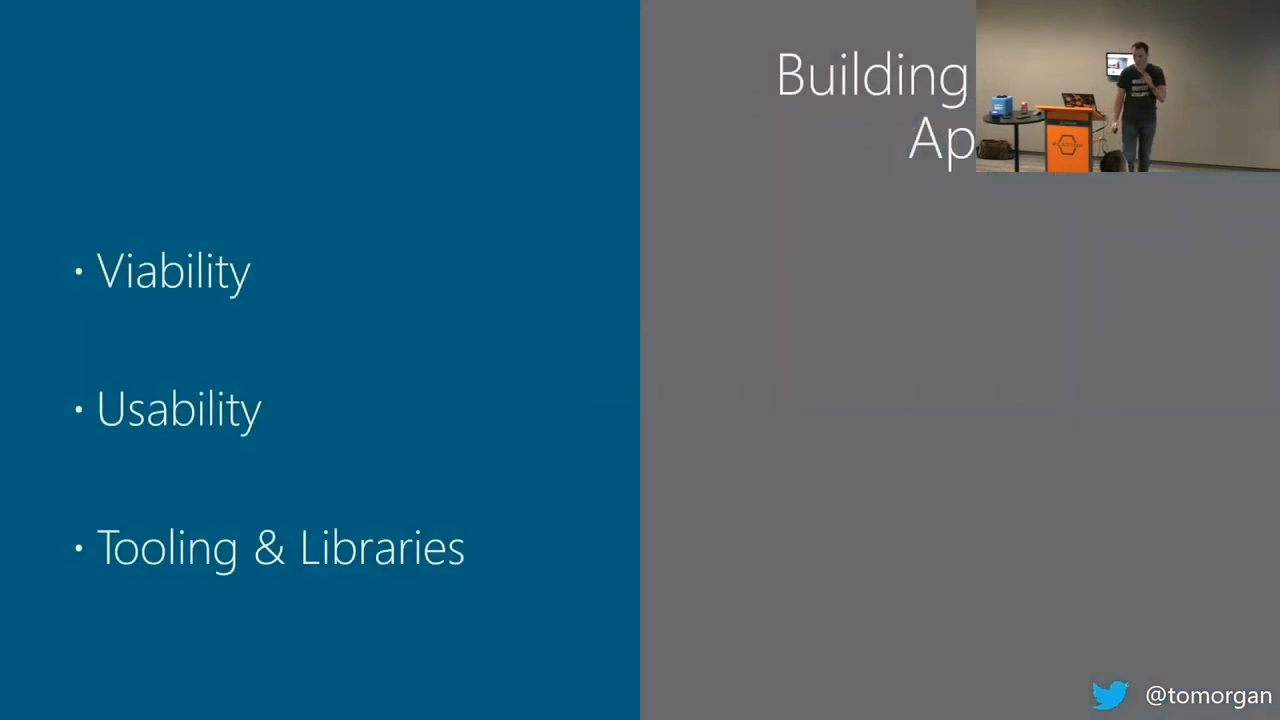 Building
Ap
• Viability
• Usability
• Tooling & Libraries
@tomorgan